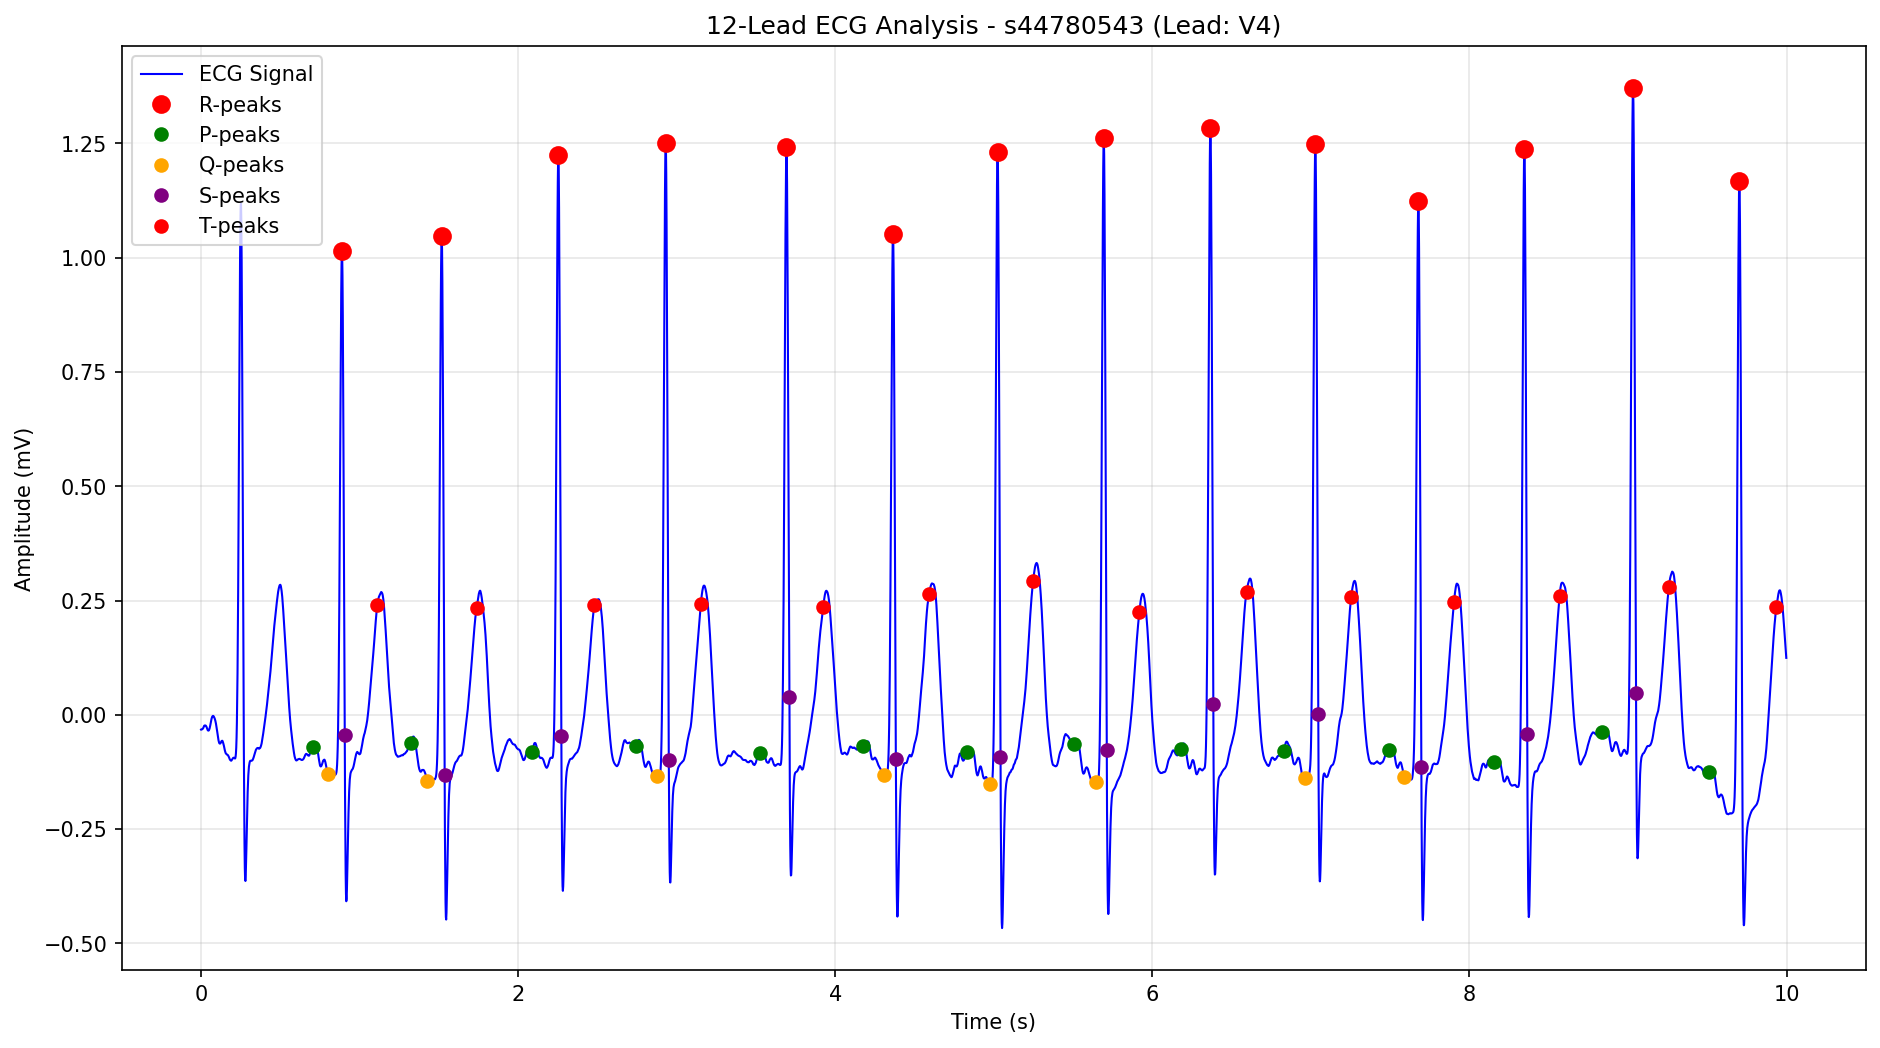 12-Lead ECG Analysis - s44780543 (Lead: V4)
ECG Signal
R-peaks
P-peaks
Q-peaks
S-peaks
T-peaks
1.25
1.00
0.75
0.50
0.25
0.00
−0.25
−0.50
Amplitude (mV)
0 2 4 6 8 10
Time (s)